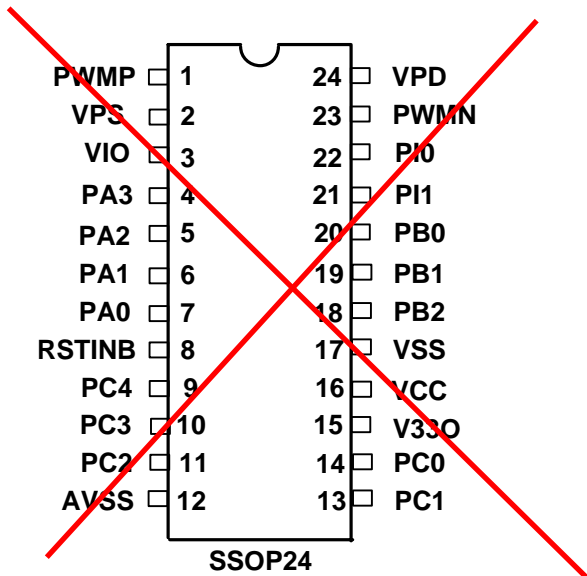 PWMP 1 24 VPD
VPS 2 23 PWMN
VIO 3 22 PI0
PA3 4 21 PI1
PA2 5 20 PB0
PA1 6 19 PB1
PA0 7 18 PB2
RSTINB 8 17 VSS
PC4 9 16 VCC
PC3 10 15 V33O
PC2 11 14 PC0
AVSS 12 13 PC1
SSOP24